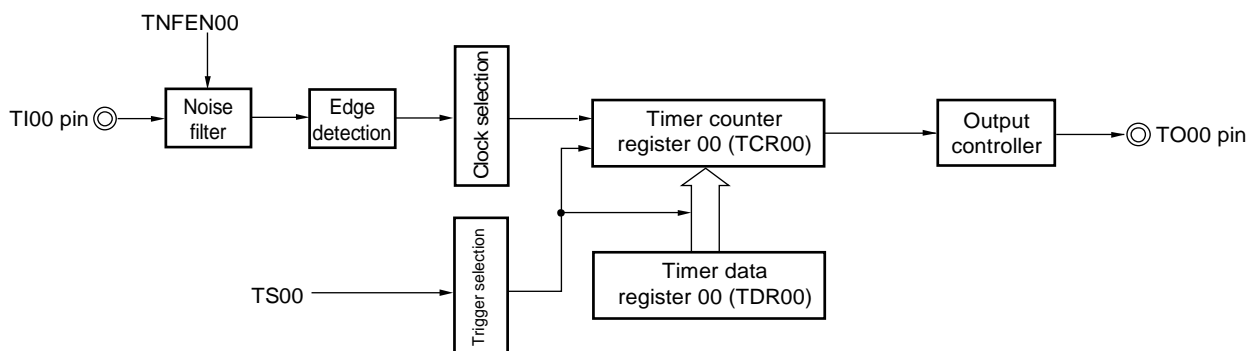 TNFEN00
TI00 pin
Noise
filter
Edge
detection
Clock selection
Timer counter
register 00 (TCR00)
Output
controller
TO00 pin
TS00
Trigger selection
Timer data
register 00 (TDR00)